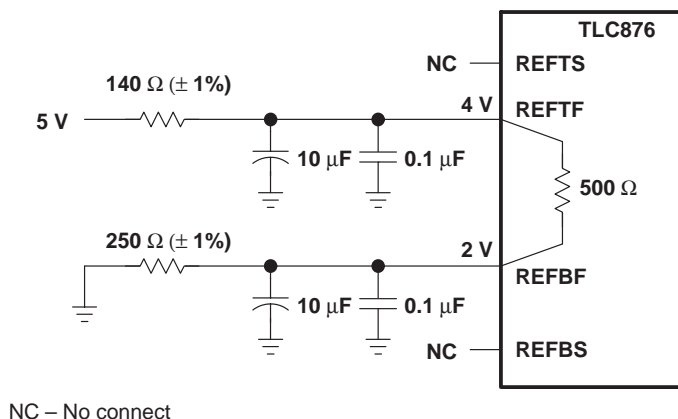 TLC876
NC
REFTS
140 Ω (± 1%)
5 V
4 V
REFTF
10 μF
0.1 μF
500 Ω
250 Ω (± 1%)
2 V
REFBF
10 μF
0.1 μF
NC
REFBS
NC – No connect